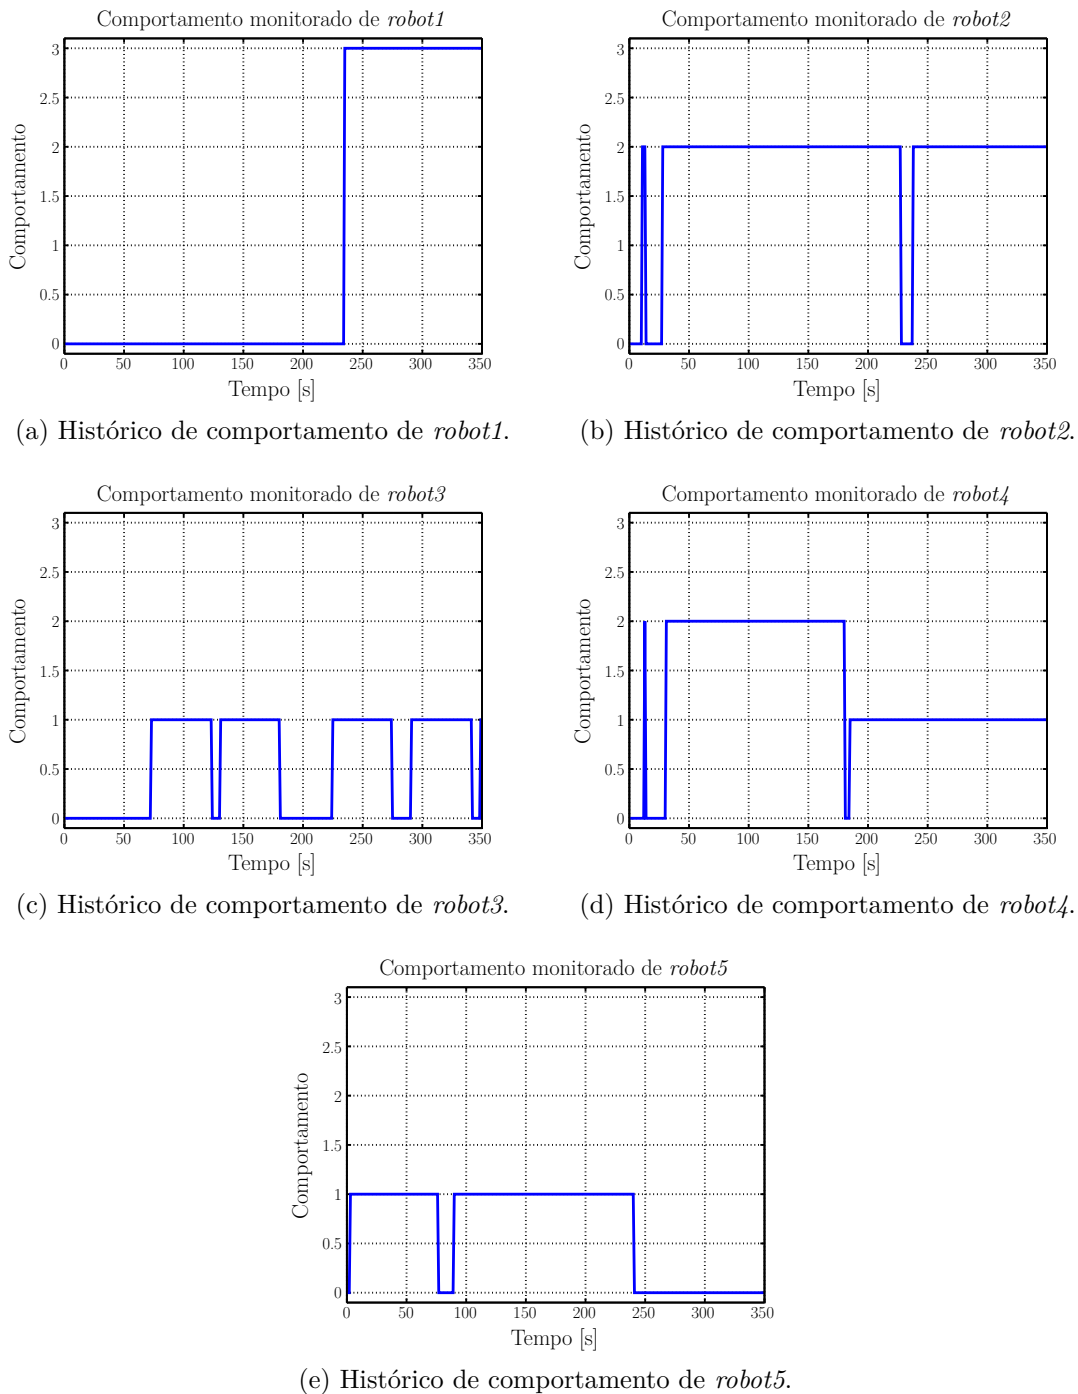 Comportamento monitorado de robot1
3
2.5
2
1.5
1
0.5
0
Comportamento
0 50 100 150 200 250 300 350
Tempo [s]
(a) Histórico de comportamento de robot1.
Comportamento monitorado de robot2
3
2.5
2
1.5
1
0.5
0
Comportamento
0 50 100 150 200 250 300 350
Tempo [s]
(b) Histórico de comportamento de robot2.
Comportamento monitorado de robot3
3
2.5
2
1.5
1
0.5
0
Comportamento
0 50 100 150 200 250 300 350
Tempo [s]
(c) Histórico de comportamento de robot3.
Comportamento monitorado de robot4
3
2.5
2
1.5
1
0.5
0
Comportamento
0 50 100 150 200 250 300 350
Tempo [s]
(d) Histórico de comportamento de robot4.
Comportamento monitorado de robot5
3
2.5
2
1.5
1
0.5
0
Comportamento
0 50 100 150 200 250 300 350
Tempo [s]
(e) Histórico de comportamento de robot5.